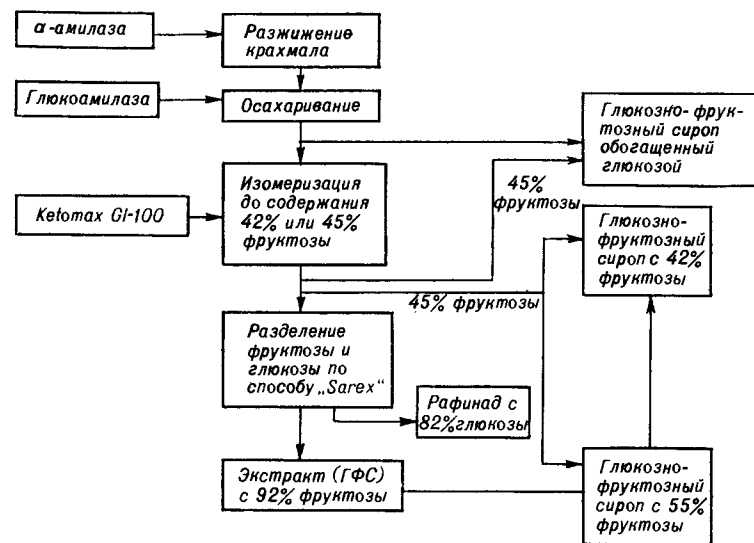 α-амилаза
Разжижение
крахмала
Глюкоамилаза
Осахаривание
Глюкозно-фрук-
тозный сироп
обогащенный
глюкозой
Изомеризация
до содержания
42% или 45%
фруктозы
Ketomax GI-100
45%
фруктозы
Глюкозно-
фруктозный
сироп с 42%
фруктозы
45% фруктозы
Разделение
фруктозы и
глюкозы по
способу „Sarex"
Рафинад с
82% глюкозы
Экстракт (ГФС)
с 92% фруктозы
Глюкозно-
фруктозный
сироп с 55%
фруктозы